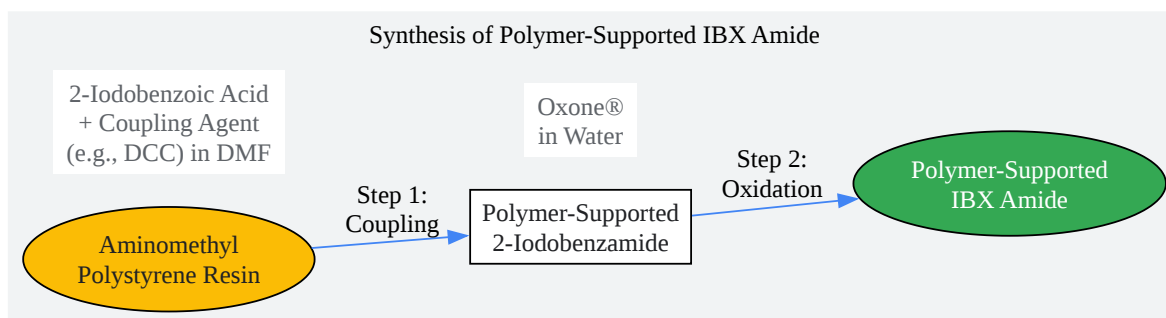 Synthesis of Polymer-Supported IBX Amide
2-Iodobenzoic Acid
+ Coupling Agent
(e.g., DCC) in DMF
Oxone®
in Water
Step 1:
Coupling
Step 2:
Oxidation
Aminomethyl
Polystyrene Resin
Polymer-Supported
2-Iodobenzamide
Polymer-Supported
IBX Amide